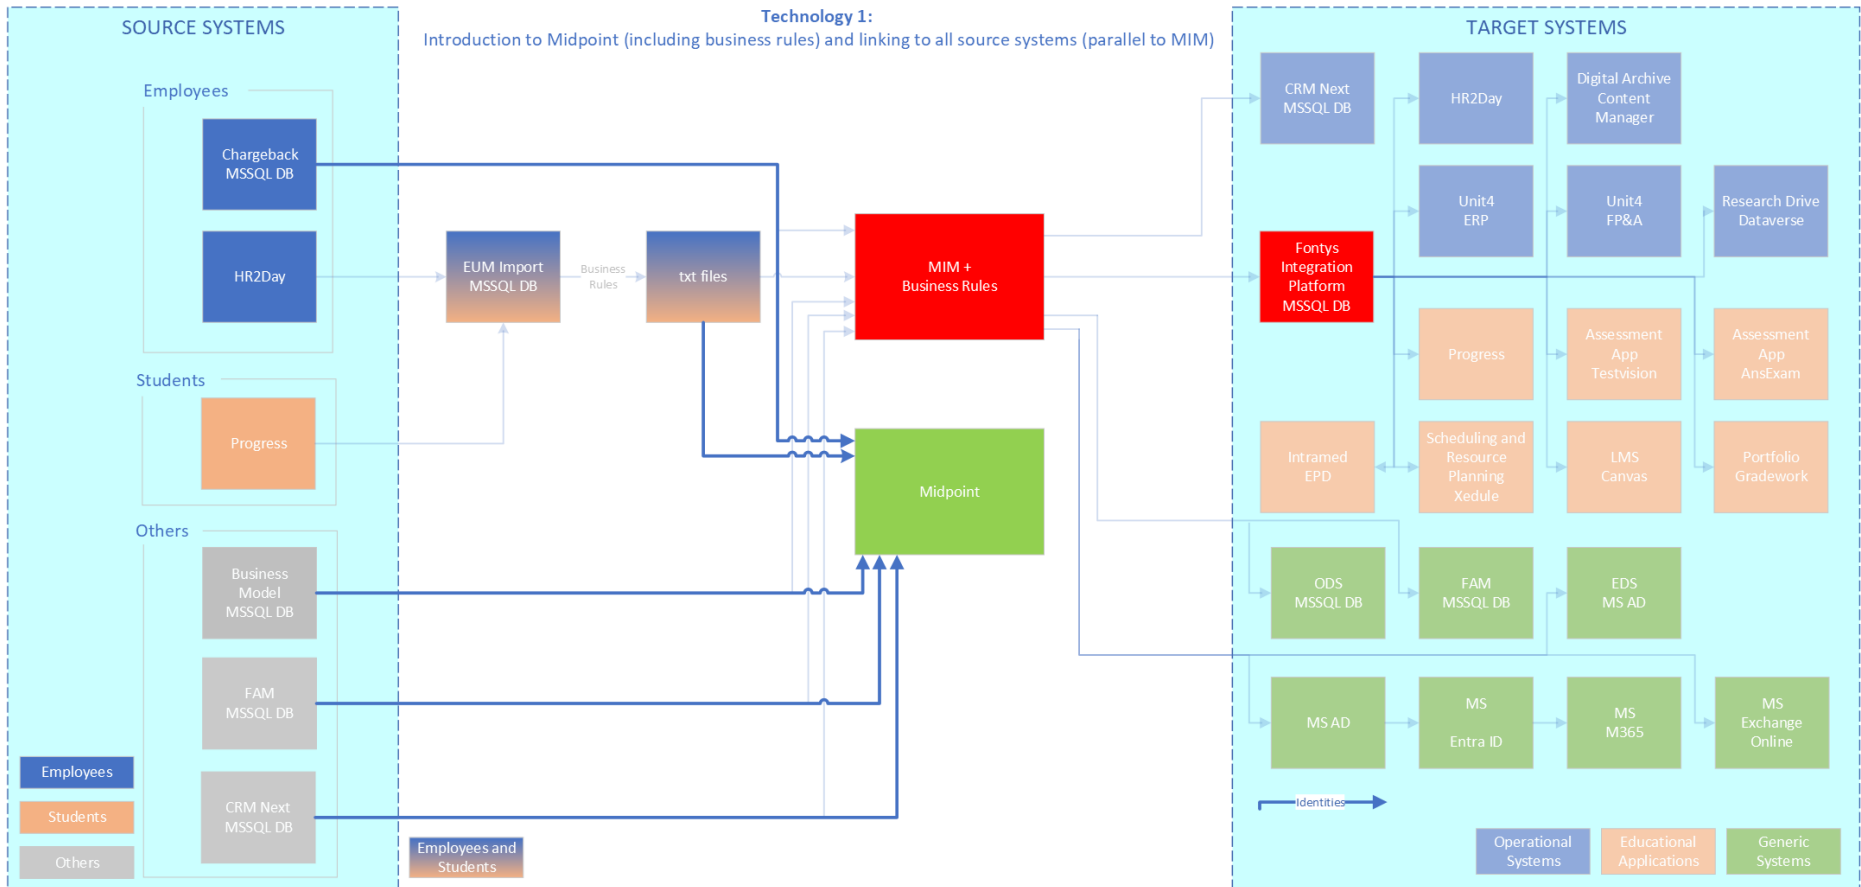 SOURCE SYSTEMS
Technology 1:
Introduction to Midpoint (including business rules) and linking to all source systems (parallel to MIM)
TARGET SYSTEMS
Employees
Chargeback
MSSQL DB
HR2Day
Students
Progress
Others
Business
Model
MSSQL DB
FAM
MSSQL DB
CRM Next
MSSQL DB
Employees
Students
Others
EUM Import
MSSQL DB
Business
Rules
txt files
Employees and
Students
MIM +
Business Rules
Midpoint
CRM Next
MSSQL DB
HR2Day
Digital Archive
Content
Manager
Unit4
ERP
Unit4
FP&A
Research Drive
Dataverse
Fontys
Integration
Platform
MSSQL DB
Progress
Assessment
App
Testvision
Assessment
App
AnsExam
Intramed
EPD
Scheduling and
Resource
Planning
Xedule
LMS
Canvas
Portfolio
Gradework
ODS
MSSQL DB
FAM
MSSQL DB
EDS
MS AD
MS AD
MS
Entra ID
MS
M365
MS
Exchange
Online
Identities
Operational
Systems
Educational
Applications
Generic
Systems